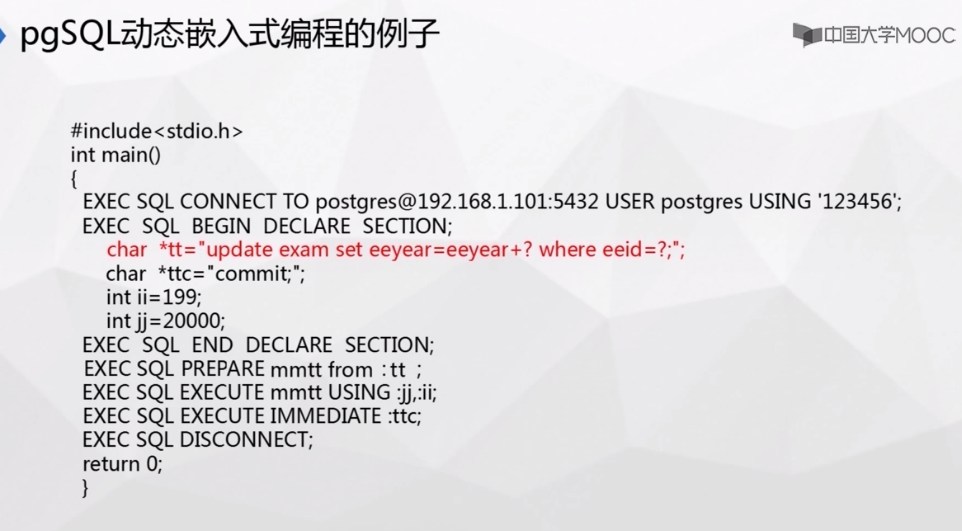 pgSQL动态嵌入式编程的例子
中国大学MOOC
#include<stdio.h>
int main()
{
EXEC SQL CONNECT TO postgres@192.168.1.101:5432 USER postgres USING '123456';
EXEC SQL BEGIN DECLARE SECTION;
char *tt="update exam set eeyear=eeyear+? where eeid=?;";
char *ttc="commit;";
int ii=199;
int jj=20000;
EXEC SQL END DECLARE SECTION;
EXEC SQL PREPARE mmtt from :tt ;
EXEC SQL EXECUTE mmtt USING :jj,:ii;
EXEC SQL EXECUTE IMMEDIATE :ttc;
EXEC SQL DISCONNECT;
return 0;
}